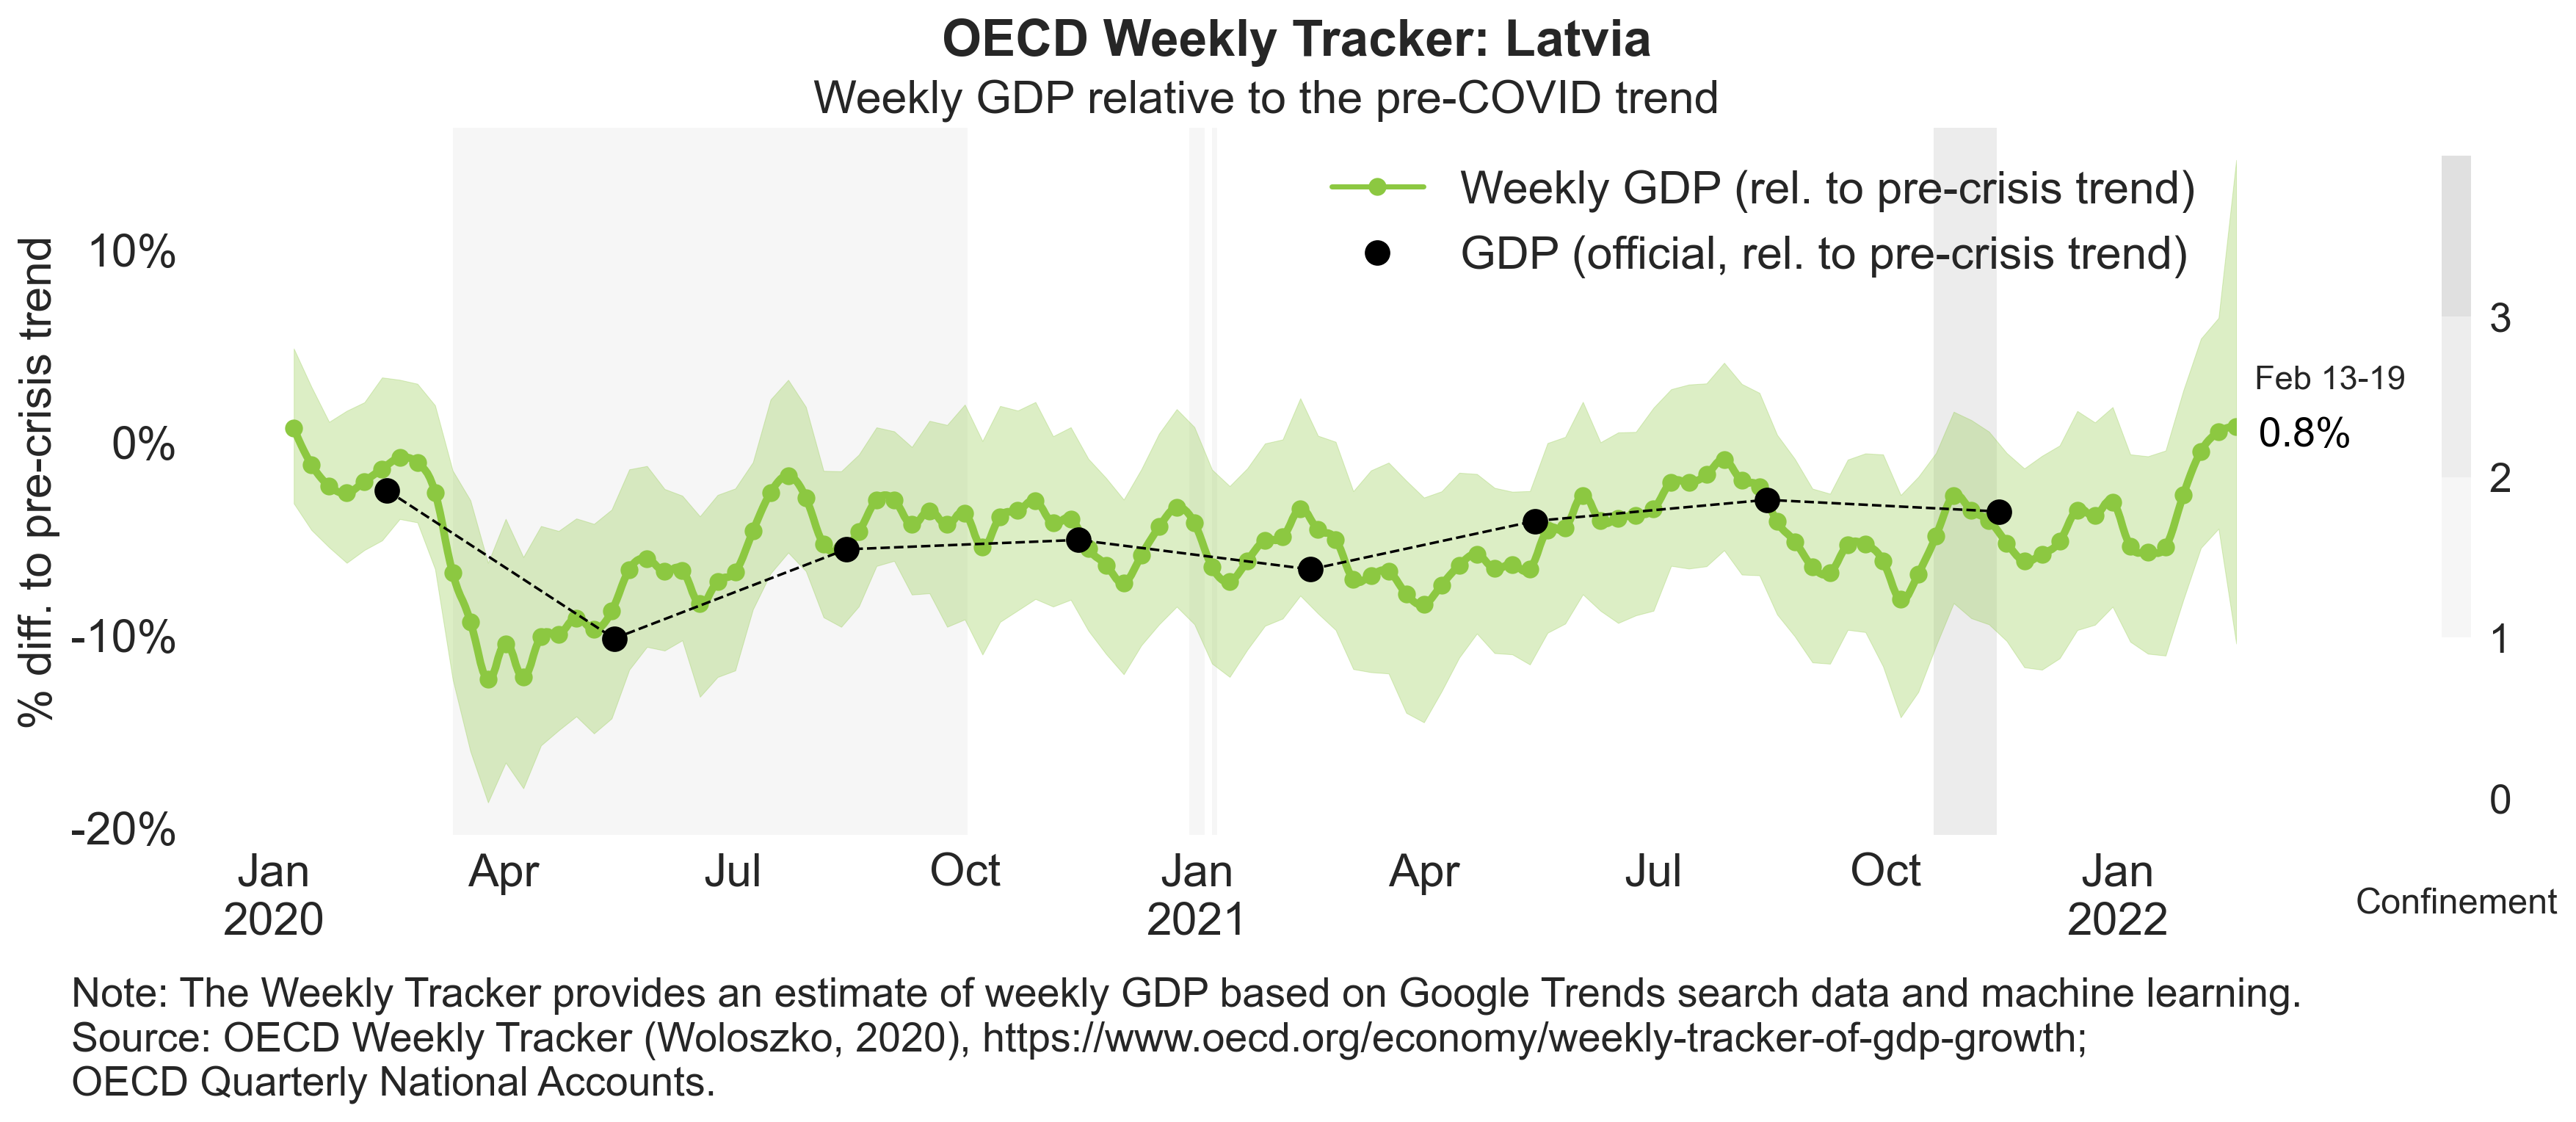 OECD Weekly Tracker: Latvia
Weekly GDP relative to the pre-COVID trend
Weekly GDP (rel. to pre-crisis trend)
GDP (official, rel. to pre-crisis trend)
% diff. to pre-crisis trend
10%
0%
-10%
-20%
Feb 13-19
0.8%
3
2
1
0
Confinement
Jan Apr Jul Oct Jan Apr Jul Oct Jan
2020 2021 2022
Note: The Weekly Tracker provides an estimate of weekly GDP based on Google Trends search data and machine learning.
Source: OECD Weekly Tracker (Woloszko, 2020), https://www.oecd.org/economy/weekly-tracker-of-gdp-growth;
OECD Quarterly National Accounts.